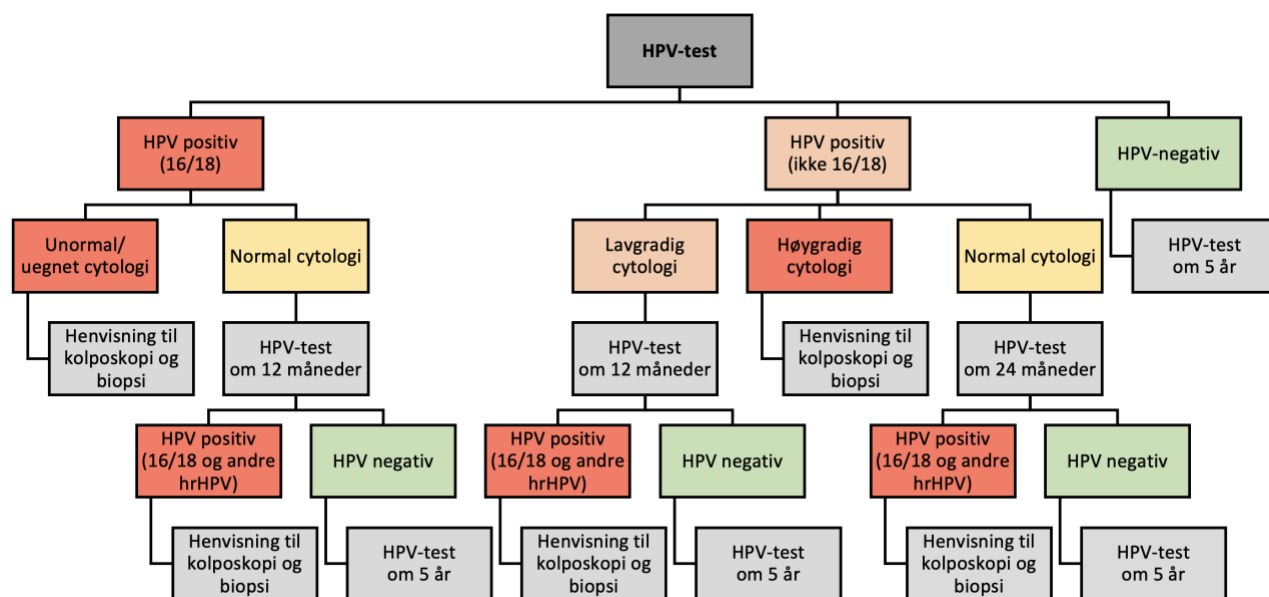 HPV-test
HPV positiv
(16/18)
HPV positiv
(ikke 16/18)
HPV-negativ
Unormal/
uegnet cytologi
Normal cytologi
Lavgradig
cytologi
Høygradig
cytologi
Normal cytologi
HPV-test
om 5 år
Henvisning til
kolposkopi og
biopsi
HPV-test
om 12 måneder
HPV-test
om 12 måneder
Henvisning til
kolposkopi og
biopsi
HPV-test
om 24 måneder
HPV positiv
(16/18 og andre
hrHPV)
HPV negativ
HPV positiv
(16/18 og andre
hrHPV)
HPV negativ
HPV positiv
(16/18 og andre
hrHPV)
HPV negativ
Henvisning til
kolposkopi og
biopsi
HPV-test
om 5 år
Henvisning til
kolposkopi og
biopsi
HPV-test
om 5 år
Henvisning til
kolposkopi og
biopsi
HPV-test
om 5 år